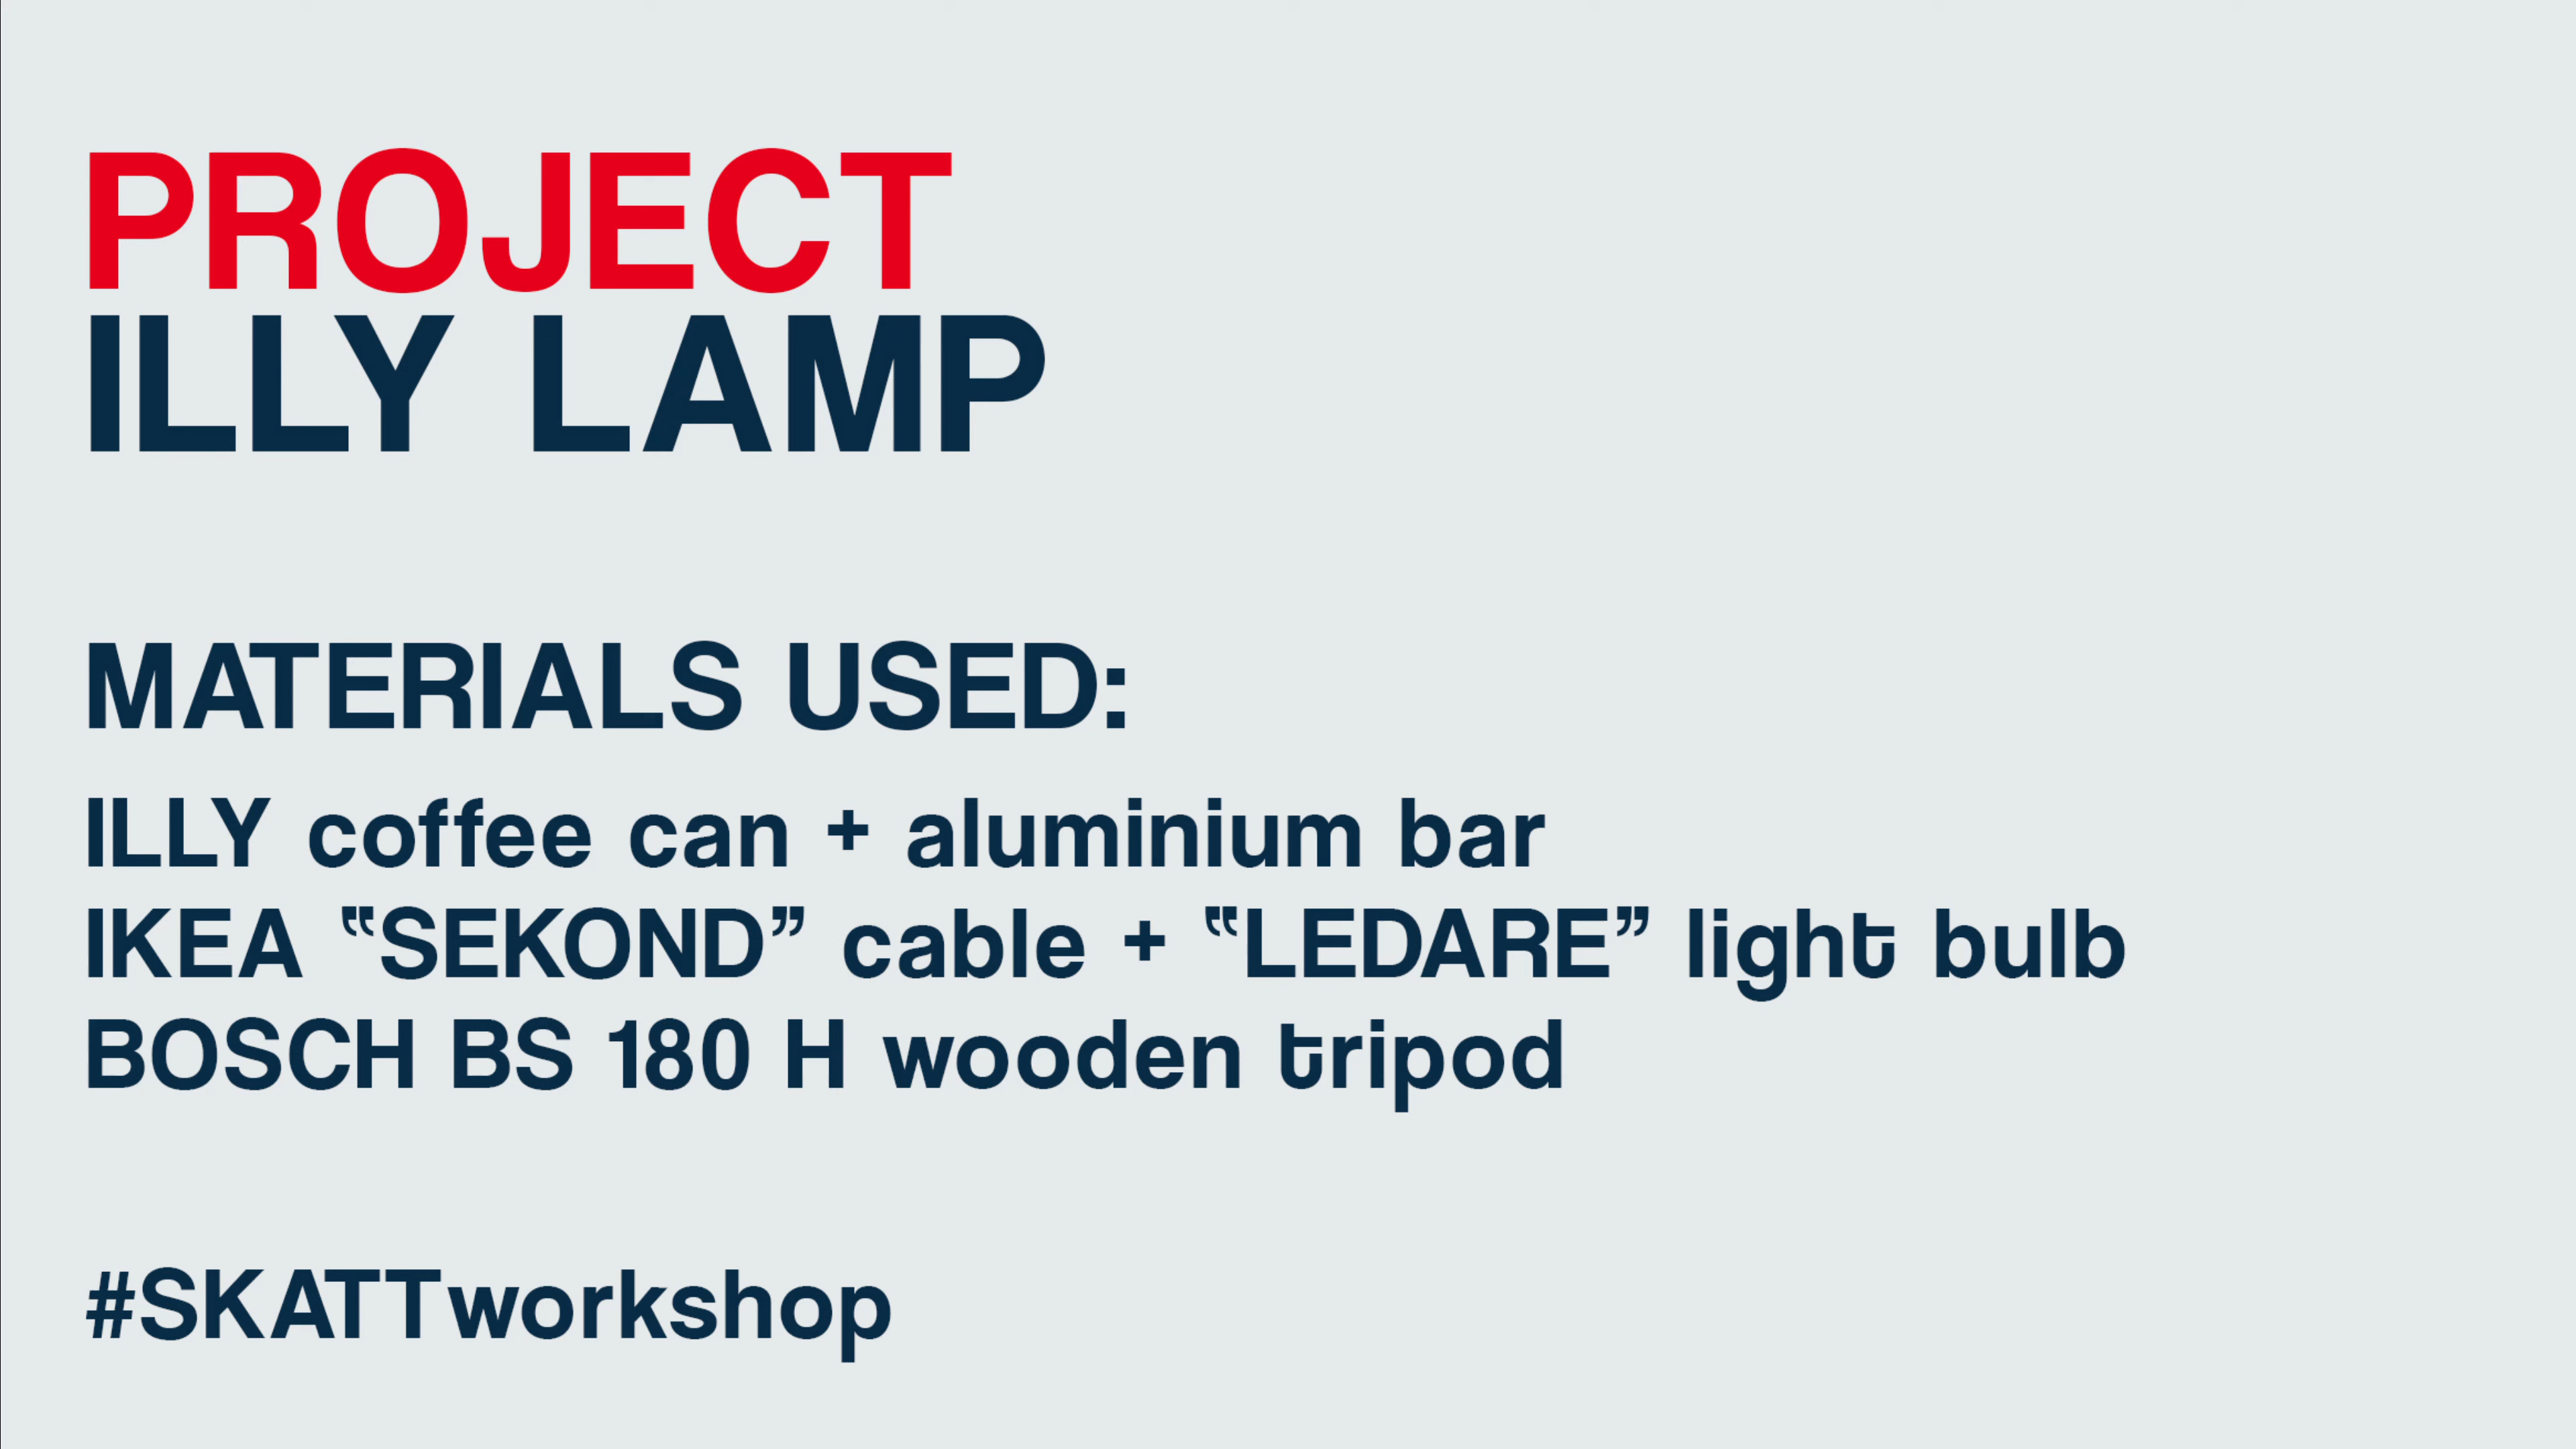 PROJECT
ILLY LAMP
MATERIALS USED:
ILLY coffee can + aluminium bar
IKEA “SEKOND” cable + “LEDARE” light bulb
BOSCH BS 180 H wooden tripod
#SKATTworkshop